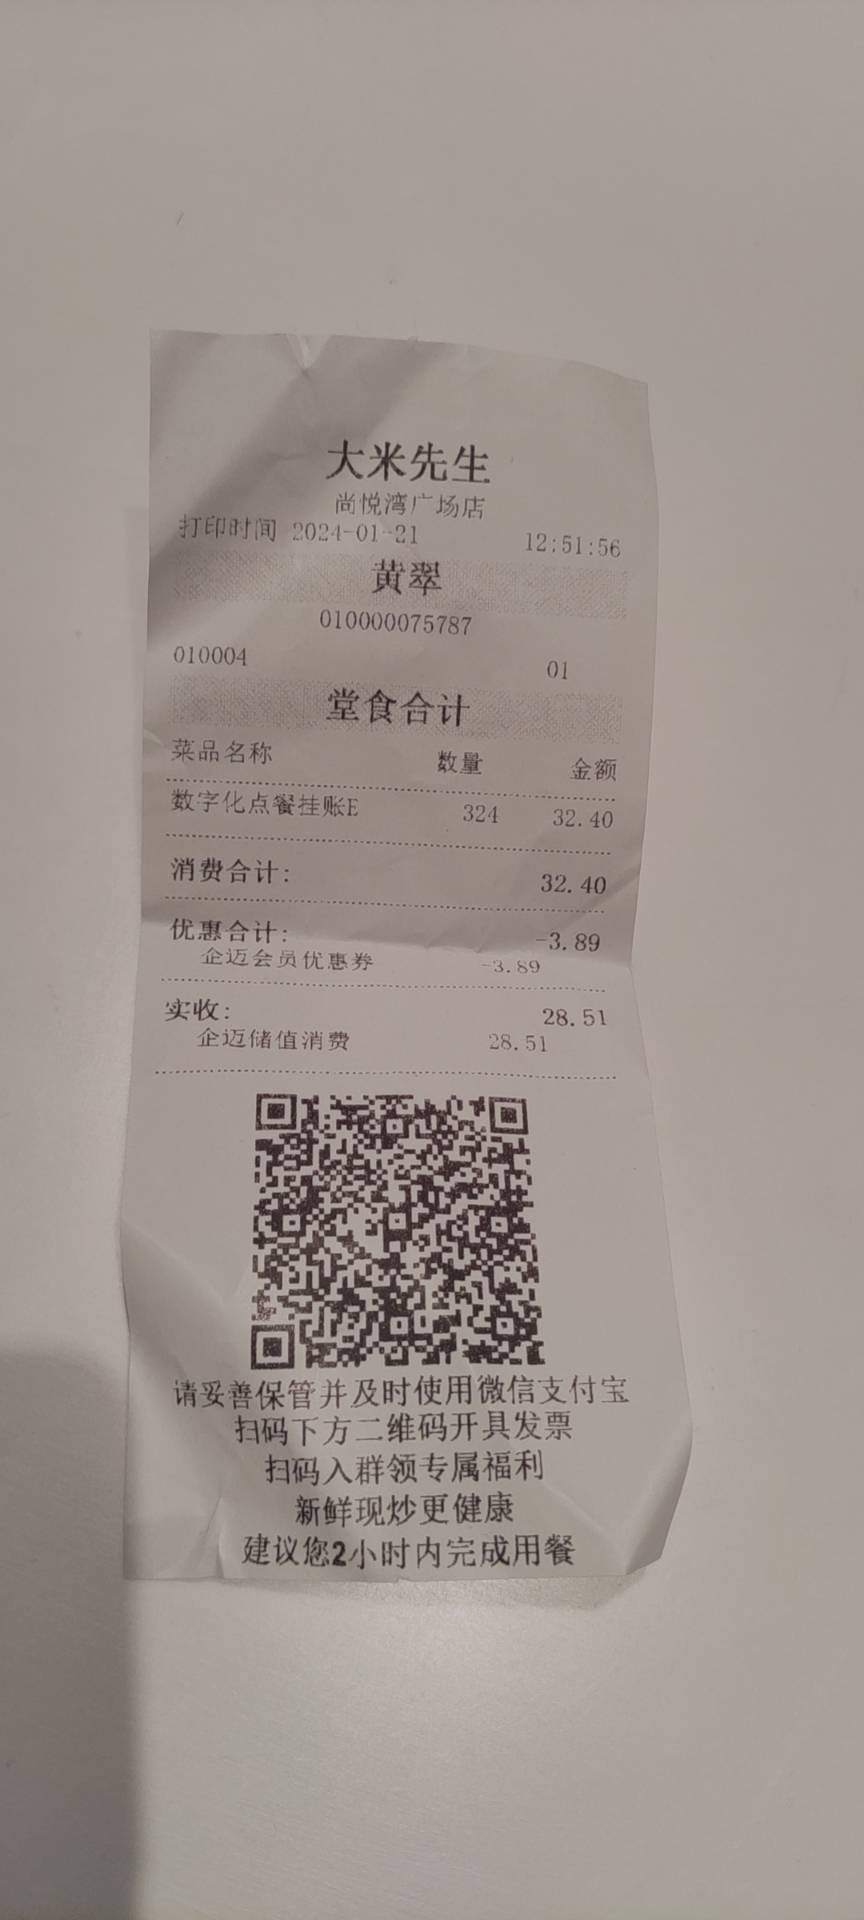 大米先生
尚悦湾广场店
打印时间 2024-01-21 12:51:56
黄翠
010000075787
010004 01
堂食合计
菜品名称 数量 金额
数字化点餐挂账E 324 32.40
消费合计: 32.40
优惠合计: -3.89
企迈会员优惠券 -3.89
实收: 28.51
企迈储值消费 28.51
请妥善保管并及时使用微信支付宝
扫码下方二维码开具发票
扫码入群领专属福利
新鲜现炒更健康
建议您2小时内完成用餐